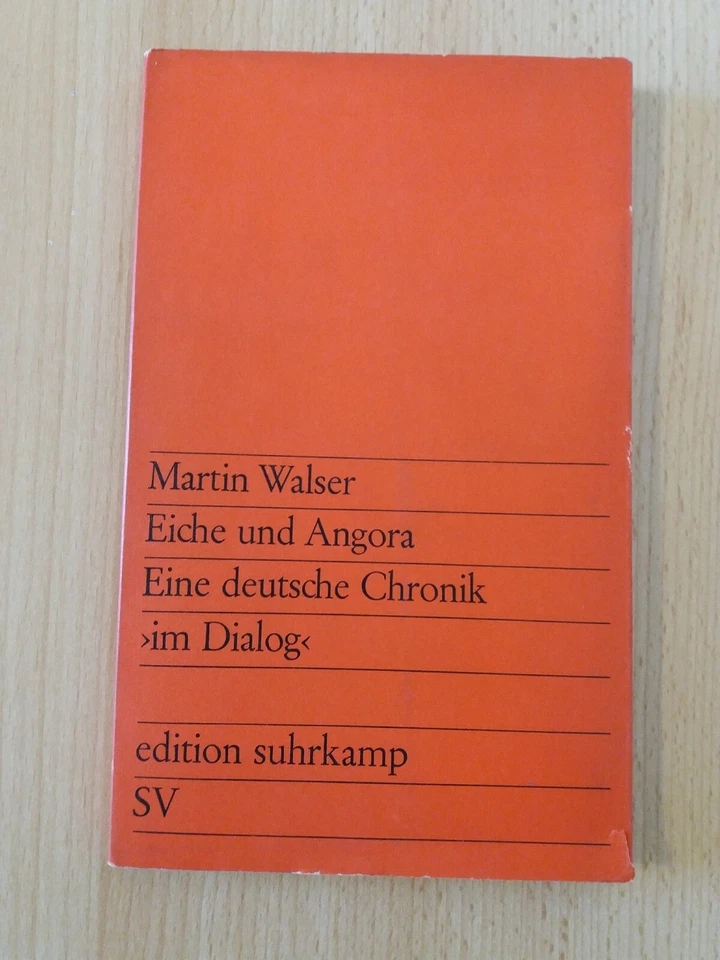 Martin Walser
Eiche und Angora
Eine deutsche Chronik
›im Dialog‹
edition suhrkamp
SV